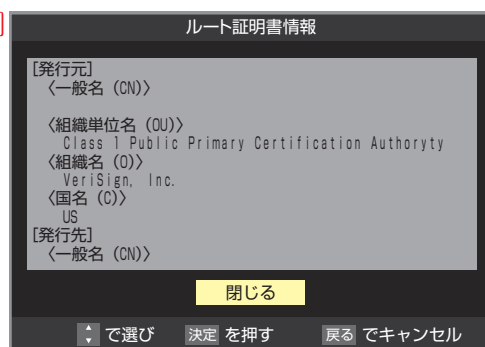 ルート証明書情報
[発行元]
〈一般名（CN）〉
〈組織単位名（OU）〉
Class 1 Public Primary Certification Authoryty
〈組織名（O）〉
VeriSign, Inc.
〈国名（C）〉
US
[発行先]
〈一般名（CN）〉
閉じる
で選び 決定 を押す 戻る でキャンセル